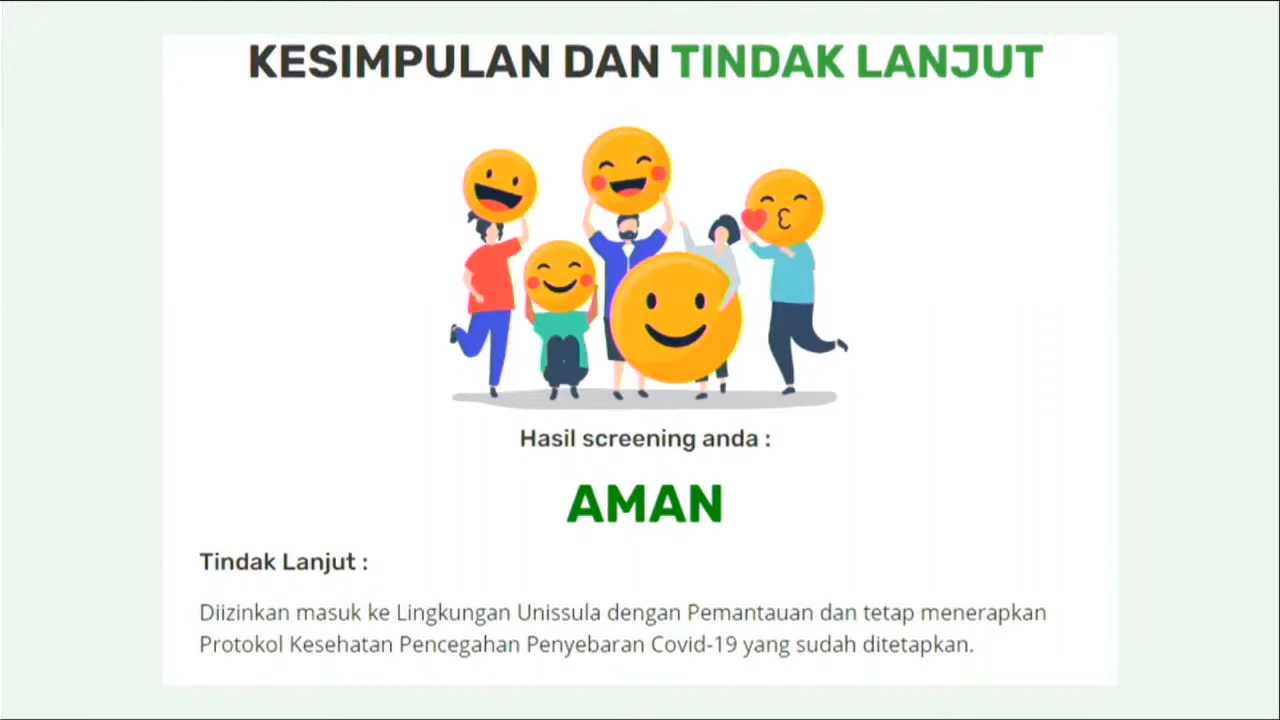 KESIMPULAN DAN TINDAK LANJUT
Hasil screening anda :
AMAN
Tindak Lanjut :
Diizinkan masuk ke Lingkungan Unissula dengan Pemantauan dan tetap menerapkan
Protokol Kesehatan Pencegahan Penyebaran Covid-19 yang sudah ditetapkan.